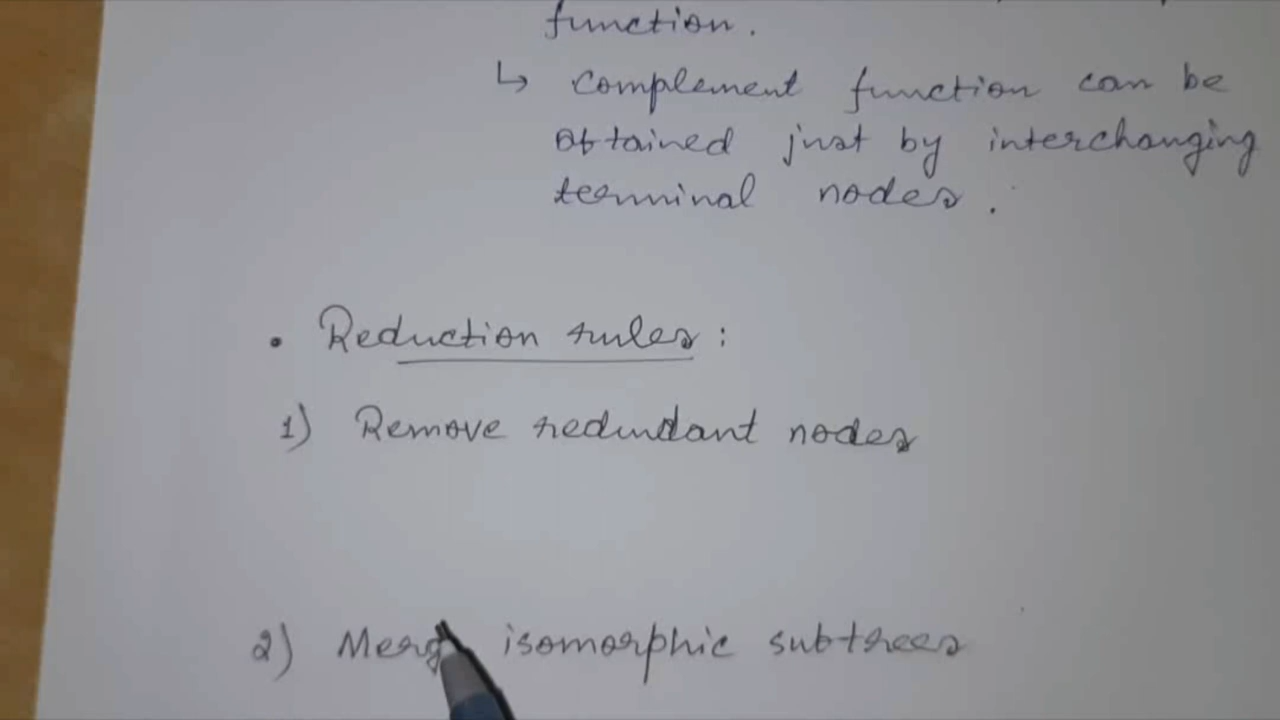 function.
↳ complement function can be
obtained just by interchanging
terminal nodes.
• Reduction rules:
1) Remove redundant nodes
2) Merg isomorphic subtrees